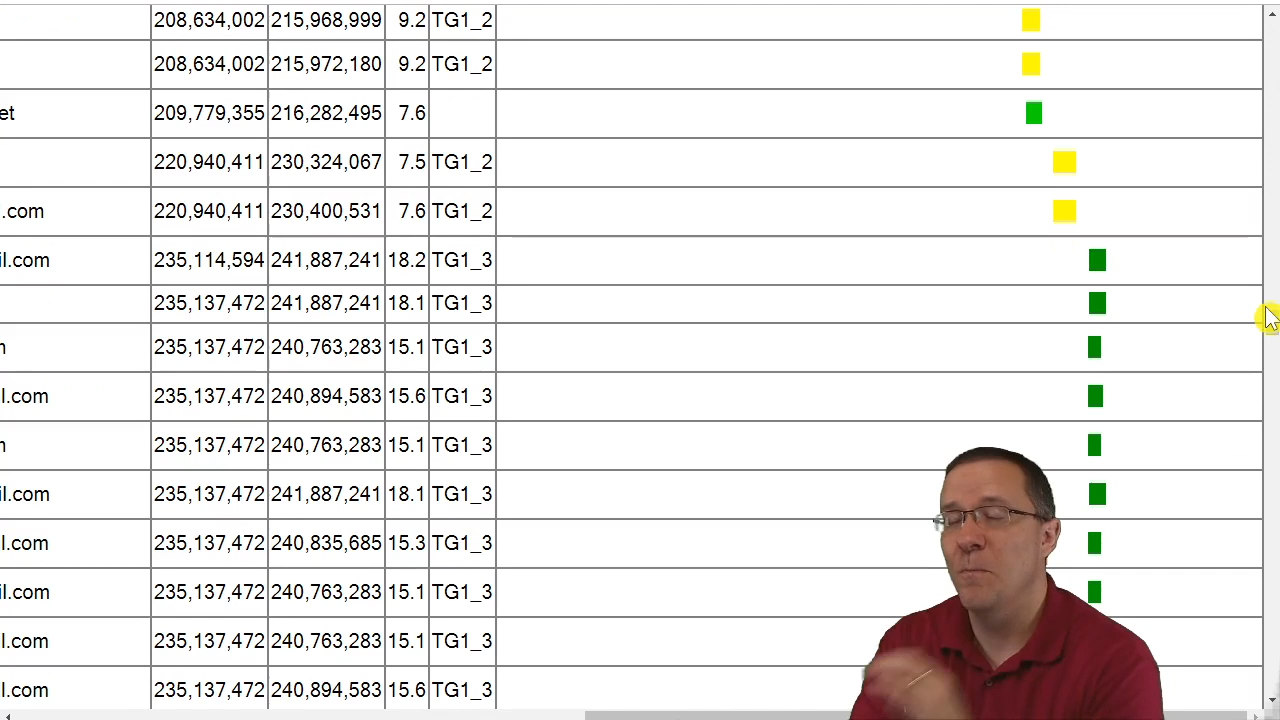 208,634,002 215,968,999 9.2 TG1_2
208,634,002 215,972,180 9.2 TG1_2
et 209,779,355 216,282,495 7.6
220,940,411 230,324,067 7.5 TG1_2
.com 220,940,411 230,400,531 7.6 TG1_2
il.com 235,114,594 241,887,241 18.2 TG1_3
235,137,472 241,887,241 18.1 TG1_3
235,137,472 240,763,283 15.1 TG1_3
l.com 235,137,472 240,894,583 15.6 TG1_3
235,137,472 240,763,283 15.1 TG1_3
il.com 235,137,472 241,887,241 18.1 TG1_3
l.com 235,137,472 240,835,685 15.3 TG1_3
il.com 235,137,472 240,763,283 15.1 TG1_3
235,137,472 240,763,283 15.1 TG1_3
l.com 235,137,472 240,894,583 15.6 TG1_3